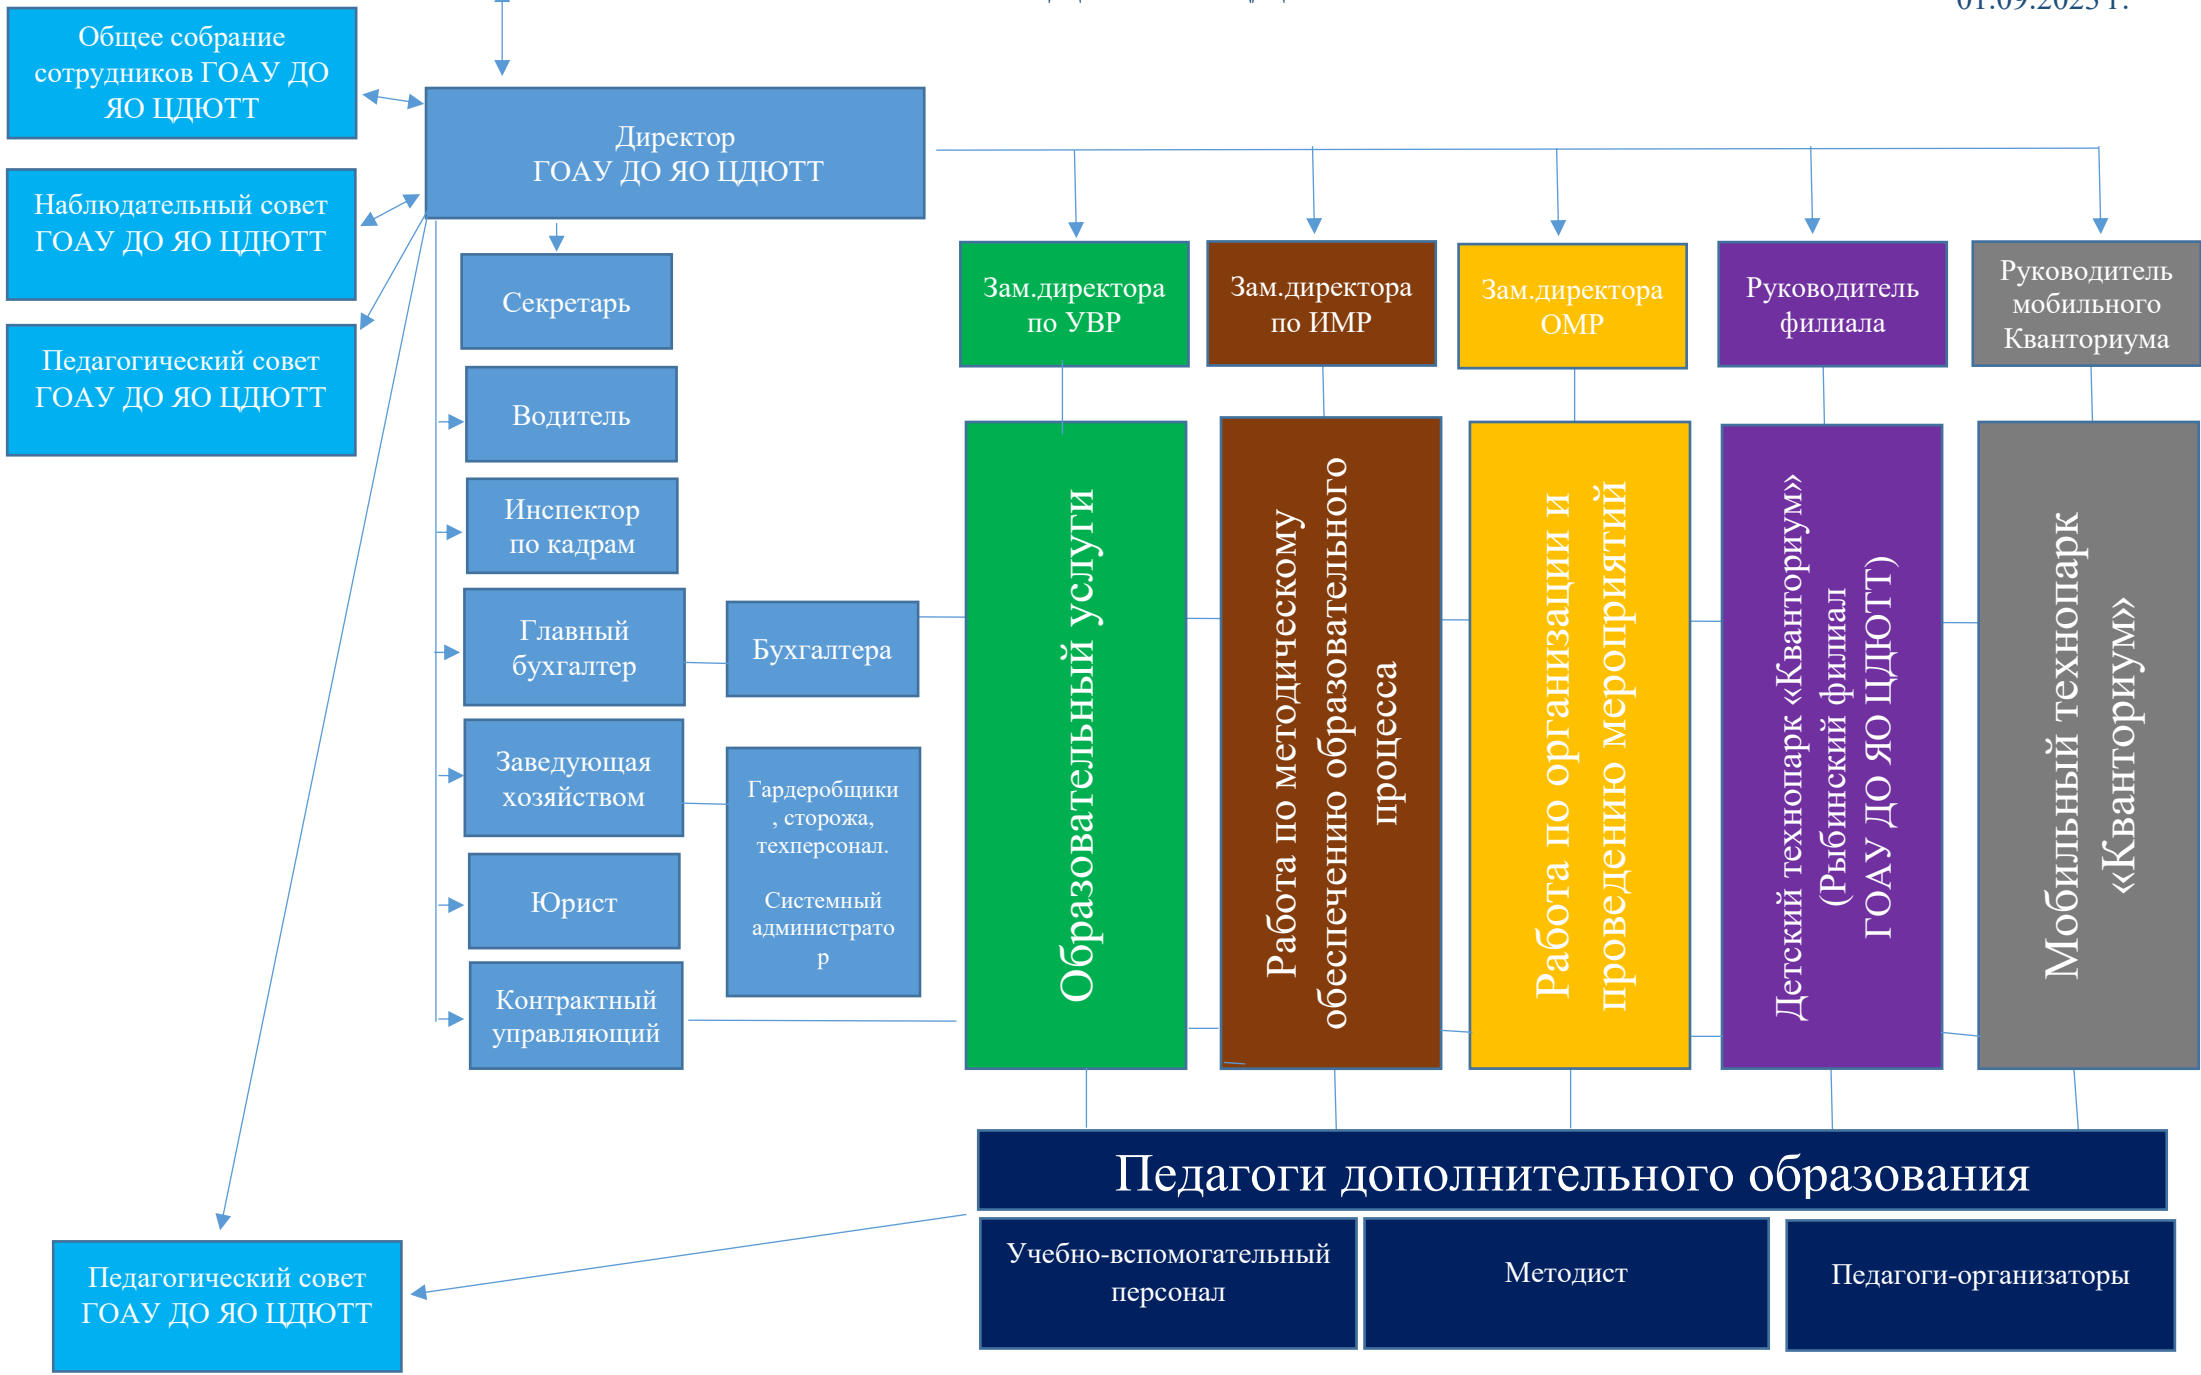 01.09.2023 г.
Общее собрание
сотрудников ГОАУ ДО
ЯО ЦДЮТТ
Директор
ГОАУ ДО ЯО ЦДЮТТ
Наблюдательный совет
ГОАУ ДО ЯО ЦДЮТТ
Педагогический совет
ГОАУ ДО ЯО ЦДЮТТ
Секретарь
Водитель
Инспектор
по кадрам
Главный
бухгалтер
Бухгалтера
Заведующая
хозяйством
Гардеробщики
, сторожа,
техперсонал.
Системный
администрато
р
Юрист
Контрактный
управляющий
Зам.директора
по УВР
Зам.директора
по ИМР
Зам.директора
ОМР
Руководитель
филиала
Руководитель
мобильного
Кванториума
Образовательный услуги
Работа по методическому
обеспечению образовательного
процесса
Работа по организации и
проведению мероприятий
Детский технопарк «Кванториум»
(Рыбинский филиал
ГОАУ ДО ЯО ЦДЮТТ)
Мобильный технопарк
«Кванториум»
Педагоги дополнительного образования
Учебно-вспомогательный
персонал
Методист
Педагоги-организаторы
Педагогический совет
ГОАУ ДО ЯО ЦДЮТТ